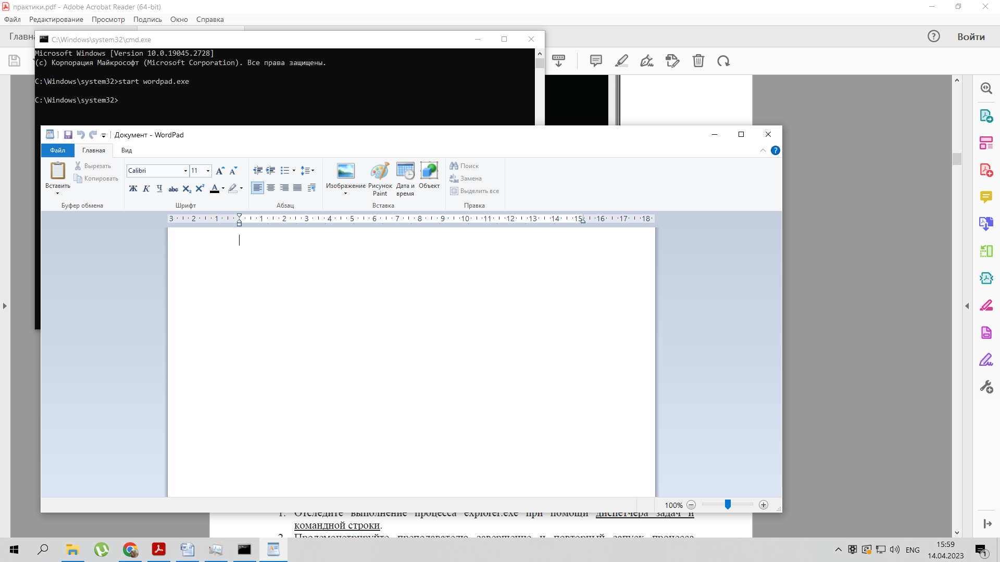 практики.pdf - Adobe Acrobat Reader (64-bit)
Файл Редактирование Просмотр Подпись Окно Справка
Главна
Войти
C:\Windows\system32\cmd.exe
Microsoft Windows [Version 10.0.19045.2728]
(c) Корпорация Майкрософт (Microsoft Corporation). Все права защищены.
C:\Windows\system32>start wordpad.exe
C:\Windows\system32>
Документ - WordPad
Файл Главная Вид
Вставить
Вырезать
Копировать
Буфер обмена
Calibri 11
Ж К Ч abc X₂ X² A
Шрифт
Абзац
Изображение
Рисунок Paint
Дата и время
Объект
Вставка
Поиск
Замена
Выделить все
Правка
3 2 1 1 2 3 4 5 6 7 8 9 10 11 12 13 14 15 16 17 18
100%
1. Отследите выполнение процесса explorer.exe при помощи диспетчера задач и
командной строки.
2. Продемонстрируйте преподавателю завершение и повторный запуск процесса
ENG
15:59
14.04.2023
1